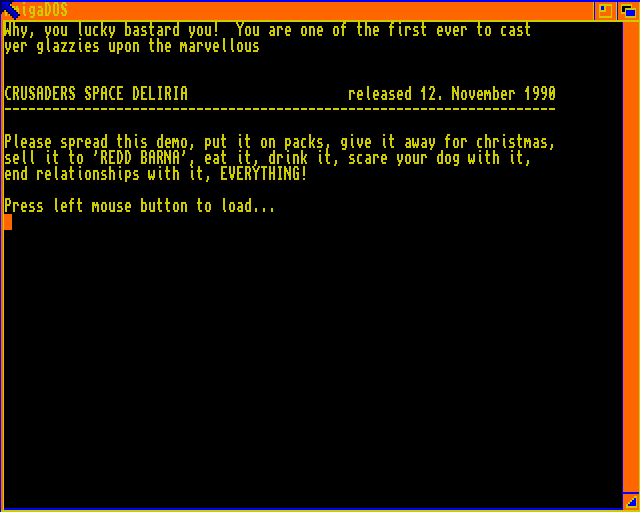 AmigaDOS
Why, you lucky bastard you!  You are one of the first ever to cast
yer glazzies upon the marvellous
CRUSADERS SPACE DELIRIA                    released 12. November 1990
---------------------------------------------------------------------
Please spread this demo, put it on packs, give it away for christmas,
sell it to 'REDD BARNA', eat it, drink it, scare your dog with it,
end relationships with it, EVERYTHING!
Press left mouse button to load...